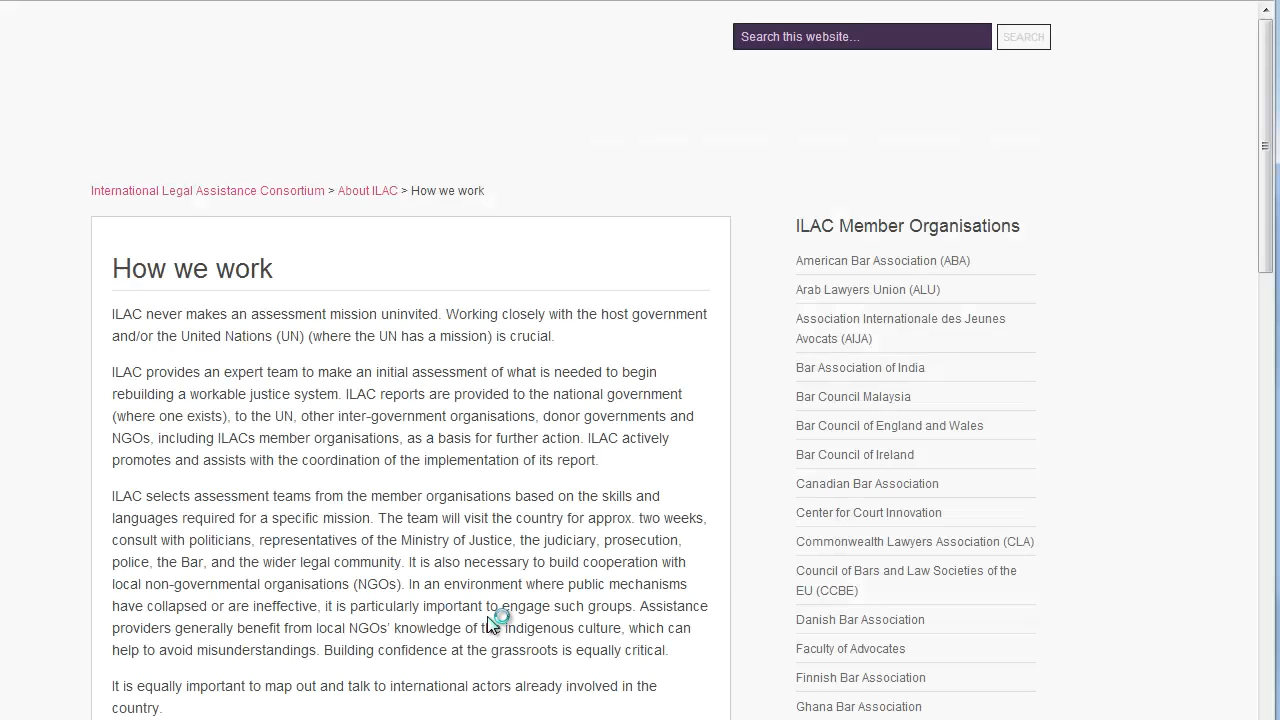 Search this website...
SEARCH
International Legal Assistance Consortium > About ILAC > How we work
How we work
ILAC never makes an assessment mission uninvited. Working closely with the host government
and/or the United Nations (UN) (where the UN has a mission) is crucial.
ILAC provides an expert team to make an initial assessment of what is needed to begin
rebuilding a workable justice system. ILAC reports are provided to the national government
(where one exists), to the UN, other inter-government organisations, donor governments and
NGOs, including ILACs member organisations, as a basis for further action. ILAC actively
promotes and assists with the coordination of the implementation of its report.
ILAC selects assessment teams from the member organisations based on the skills and
languages required for a specific mission. The team will visit the country for approx. two weeks,
consult with politicians, representatives of the Ministry of Justice, the judiciary, prosecution,
police, the Bar, and the wider legal community. It is also necessary to build cooperation with
local non-governmental organisations (NGOs). In an environment where public mechanisms
have collapsed or are ineffective, it is particularly important to engage such groups. Assistance
providers generally benefit from local NGOs’ knowledge of the indigenous culture, which can
help to avoid misunderstandings. Building confidence at the grassroots is equally critical.
It is equally important to map out and talk to international actors already involved in the
country.
ILAC Member Organisations
American Bar Association (ABA)
Arab Lawyers Union (ALU)
Association Internationale des Jeunes
Avocats (AIJA)
Bar Association of India
Bar Council Malaysia
Bar Council of England and Wales
Bar Council of Ireland
Canadian Bar Association
Center for Court Innovation
Commonwealth Lawyers Association (CLA)
Council of Bars and Law Societies of the
EU (CCBE)
Danish Bar Association
Faculty of Advocates
Finnish Bar Association
Ghana Bar Association